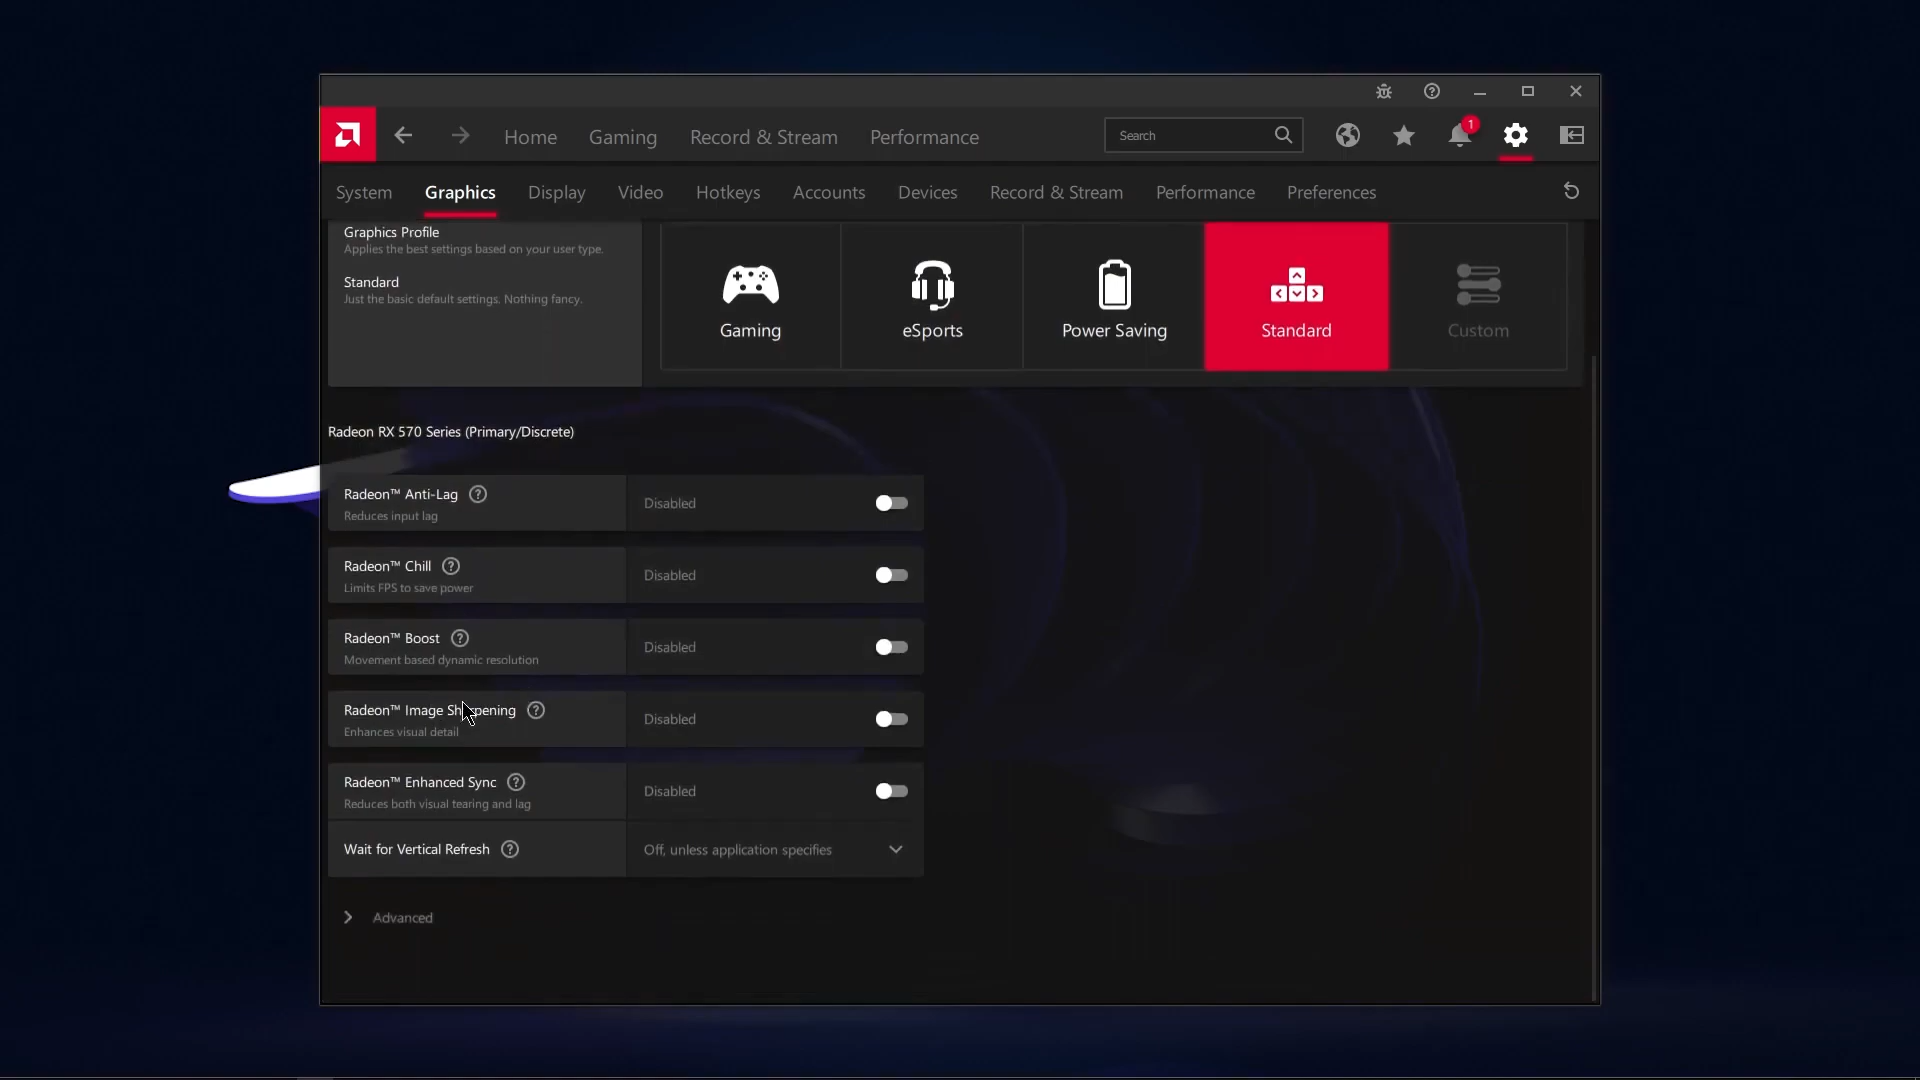 1
Home Gaming Record & Stream Performance Search
System Graphics Display Video Hotkeys Accounts Devices Record & Stream Performance Preferences
Graphics Profile
Applies the best settings based on your user type.
Standard
Just the basic default settings. Nothing fancy.
Gaming eSports Power Saving Standard Custom
Radeon RX 570 Series (Primary/Discrete)
Radeon™ Anti-Lag ? Disabled
Reduces input lag
Radeon™ Chill ? Disabled
Limits FPS to save power
Radeon™ Boost ? Disabled
Movement based dynamic resolution
Radeon™ Image Sharpening ? Disabled
Enhances visual detail
Radeon™ Enhanced Sync ? Disabled
Reduces both visual tearing and lag
Wait for Vertical Refresh ? Off, unless application specifies
Advanced